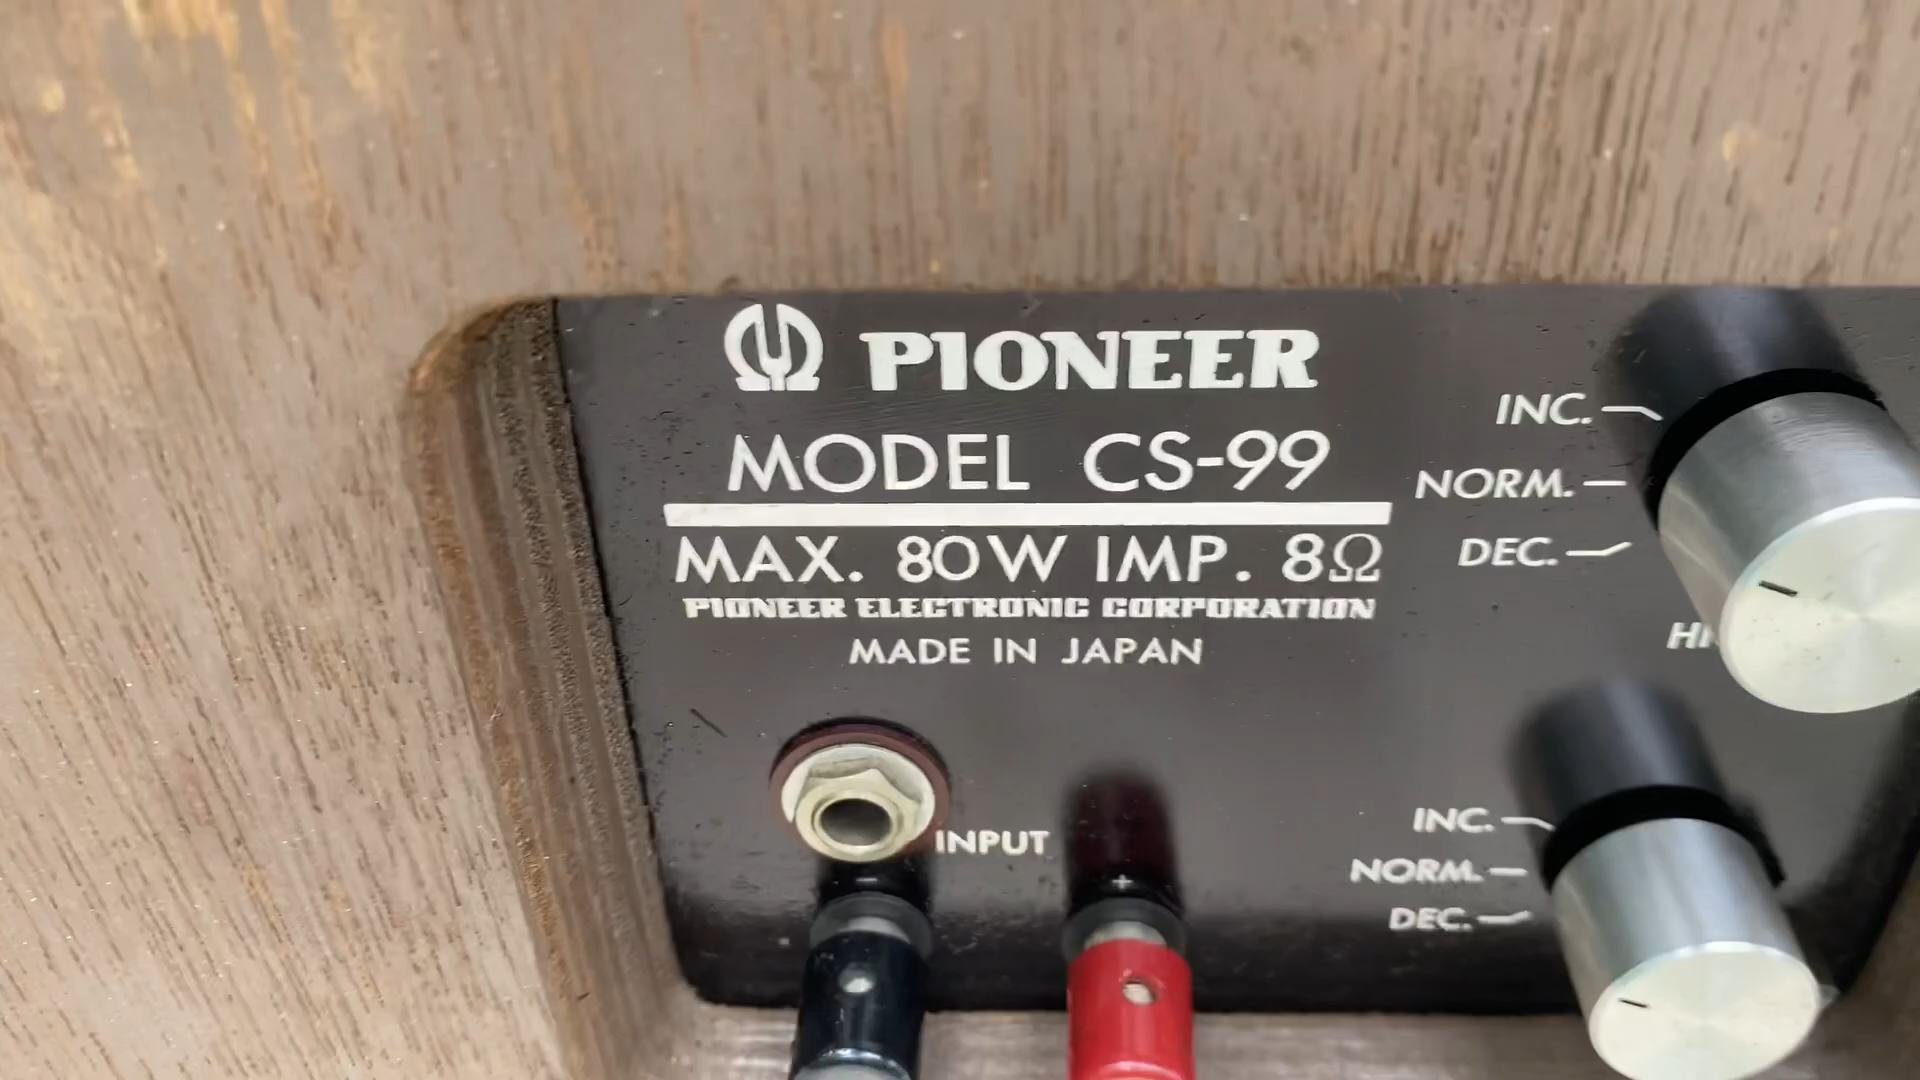 PIONEER
MODEL CS-99
MAX. 80W IMP. 8Ω
PIONEER ELECTRONIC CORPORATION
MADE IN JAPAN
INPUT
-
+
INC.
NORM.
DEC.
INC.
NORM.
DEC.